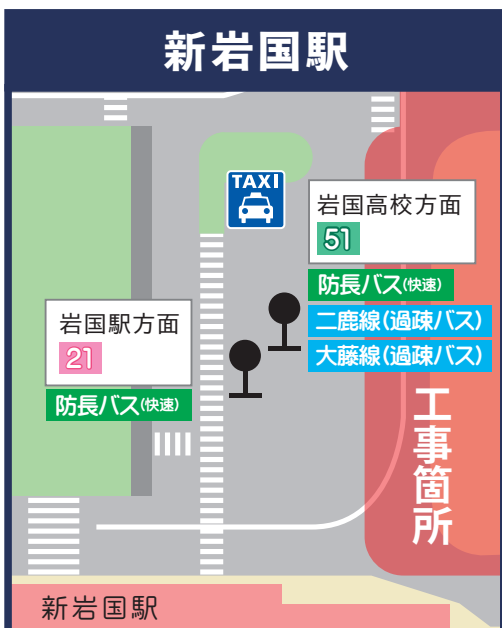 新岩国駅
TAXI
岩国高校方面
51
防長バス(快速)
二鹿線(過疎バス)
大藤線(過疎バス)
岩国駅方面
21
防長バス(快速)
工事箇所
新岩国駅